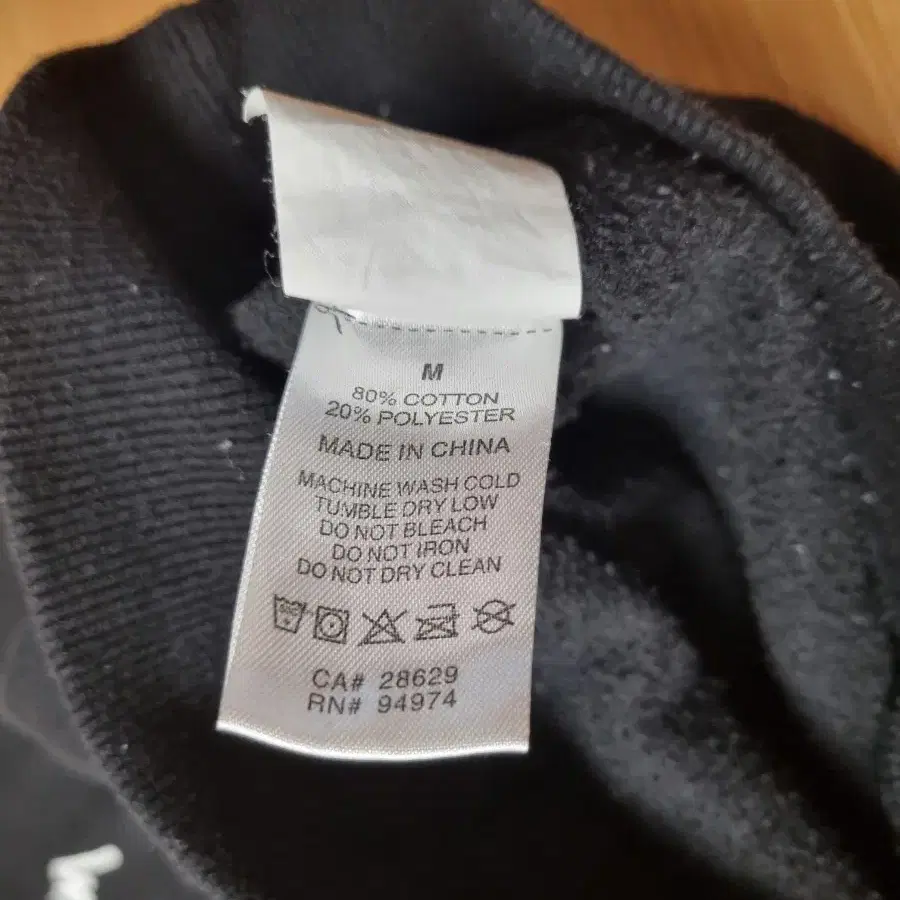 M
80% COTTON
20% POLYESTER
MADE IN CHINA
MACHINE WASH COLD
TUMBLE DRY LOW
DO NOT BLEACH
DO NOT IRON
DO NOT DRY CLEAN
CA# 28629
RN# 94974